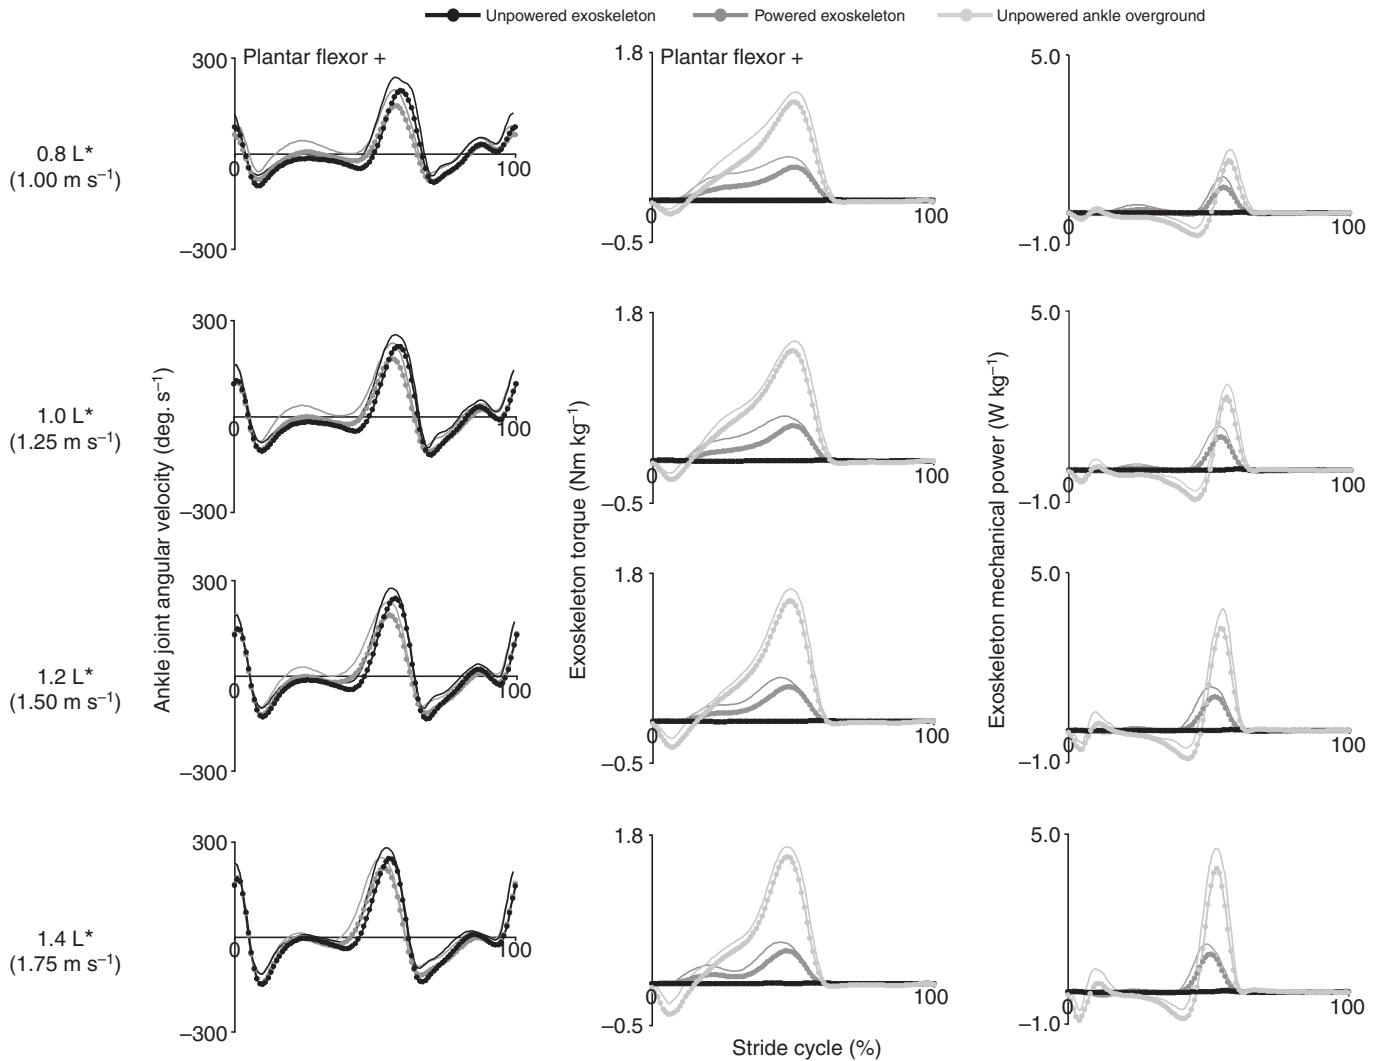 Unpowered exoskeleton Powered exoskeleton Unpowered ankle overground
Plantar flexor + Plantar flexor +
300 1.8 5.0
0.8 L*
(1.00 m s⁻¹)
0 100 0 100 0 100
–300 –0.5 –1.0
300 1.8 5.0
1.0 L*
(1.25 m s⁻¹)
0 100 0 100 0 100
–300 –0.5 –1.0
Ankle joint angular velocity (deg. s⁻¹)
Exoskeleton torque (Nm kg⁻¹)
Exoskeleton mechanical power (W kg⁻¹)
300 1.8 5.0
1.2 L*
(1.50 m s⁻¹)
0 100 0 100 0 100
–300 –0.5 –1.0
300 1.8 5.0
1.4 L*
(1.75 m s⁻¹)
0 100 0 100 0 100
–300 –0.5 –1.0
Stride cycle (%)